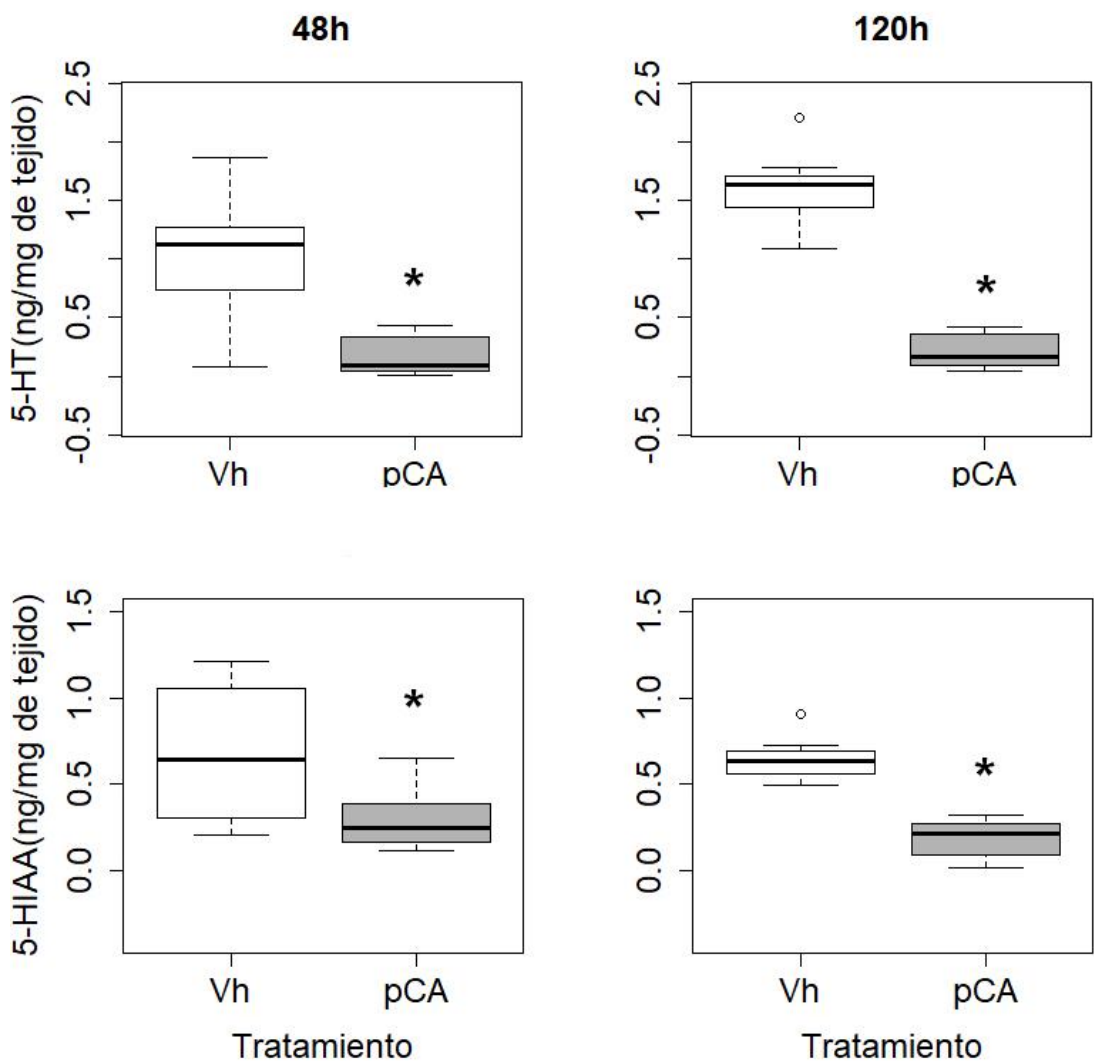 48h
120h
5-HT(ng/mg de tejido)
2.5
1.5
0.5
-0.5
*
Vh
pCA
2.5
1.5
0.5
-0.5
*
Vh
pCA
5-HIAA(ng/mg de tejido)
1.5
1.0
0.5
0.0
*
Vh
pCA
Tratamiento
1.5
1.0
0.5
0.0
*
Vh
pCA
Tratamiento